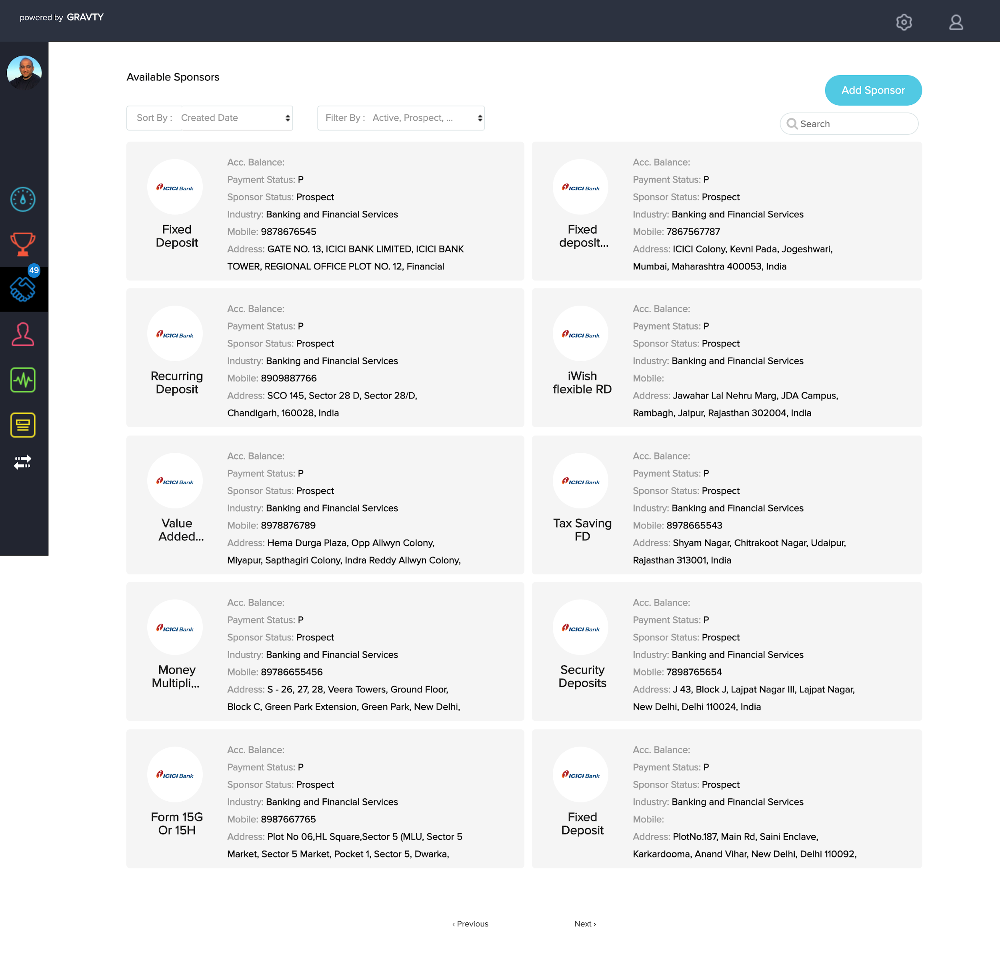 powered by GRAVTY
49
Available Sponsors
Add Sponsor
Sort By : Created Date
Filter By : Active, Prospect, ...
Search
ICICI Bank
Fixed
Deposit
Acc. Balance:
Payment Status: P
Sponsor Status: Prospect
Industry: Banking and Financial Services
Mobile: 9878676545
Address: GATE NO. 13, ICICI BANK LIMITED, ICICI BANK
TOWER, REGIONAL OFFICE PLOT NO. 12, Financial
ICICI Bank
Fixed
deposit...
Acc. Balance:
Payment Status: P
Sponsor Status: Prospect
Industry: Banking and Financial Services
Mobile: 7867567787
Address: ICICI Colony, Kevni Pada, Jogeshwari,
Mumbai, Maharashtra 400053, India
ICICI Bank
Recurring
Deposit
Acc. Balance:
Payment Status: P
Sponsor Status: Prospect
Industry: Banking and Financial Services
Mobile: 8909887766
Address: SCO 145, Sector 28 D, Sector 28/D,
Chandigarh, 160028, India
ICICI Bank
iWish
flexible RD
Acc. Balance:
Payment Status: P
Sponsor Status: Prospect
Industry: Banking and Financial Services
Mobile:
Address: Jawahar Lal Nehru Marg, JDA Campus,
Rambagh, Jaipur, Rajasthan 302004, India
ICICI Bank
Value
Added...
Acc. Balance:
Payment Status: P
Sponsor Status: Prospect
Industry: Banking and Financial Services
Mobile: 8978876789
Address: Hema Durga Plaza, Opp Allwyn Colony,
Miyapur, Sapthagiri Colony, Indra Reddy Allwyn Colony,
ICICI Bank
Tax Saving
FD
Acc. Balance:
Payment Status: P
Sponsor Status: Prospect
Industry: Banking and Financial Services
Mobile: 8978665543
Address: Shyam Nagar, Chitrakoot Nagar, Udaipur,
Rajasthan 313001, India
ICICI Bank
Money
Multipli...
Acc. Balance:
Payment Status: P
Sponsor Status: Prospect
Industry: Banking and Financial Services
Mobile: 89786655456
Address: S - 26, 27, 28, Veera Towers, Ground Floor,
Block C, Green Park Extension, Green Park, New Delhi,
ICICI Bank
Security
Deposits
Acc. Balance:
Payment Status: P
Sponsor Status: Prospect
Industry: Banking and Financial Services
Mobile: 7898765654
Address: J 43, Block J, Lajpat Nagar III, Lajpat Nagar,
New Delhi, Delhi 110024, India
ICICI Bank
Form 15G
Or 15H
Acc. Balance:
Payment Status: P
Sponsor Status: Prospect
Industry: Banking and Financial Services
Mobile: 8987667765
Address: Plot No 06,HL Square,Sector 5 (MLU, Sector 5
Market, Sector 5 Market, Pocket 1, Sector 5, Dwarka,
ICICI Bank
Fixed
Deposit
Acc. Balance:
Payment Status: P
Sponsor Status: Prospect
Industry: Banking and Financial Services
Mobile:
Address: PlotNo.187, Main Rd, Saini Enclave,
Karkardooma, Anand Vihar, New Delhi, Delhi 110092,
‹ Previous
Next ›